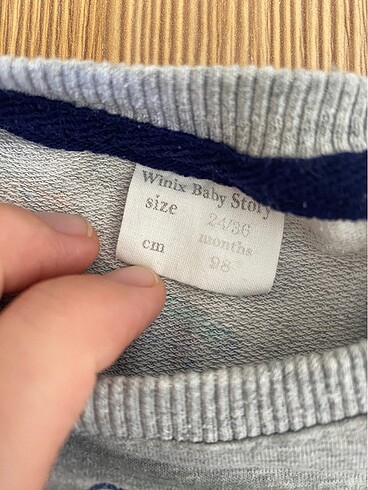 Winix Baby Story
size 24/36
months
cm 98